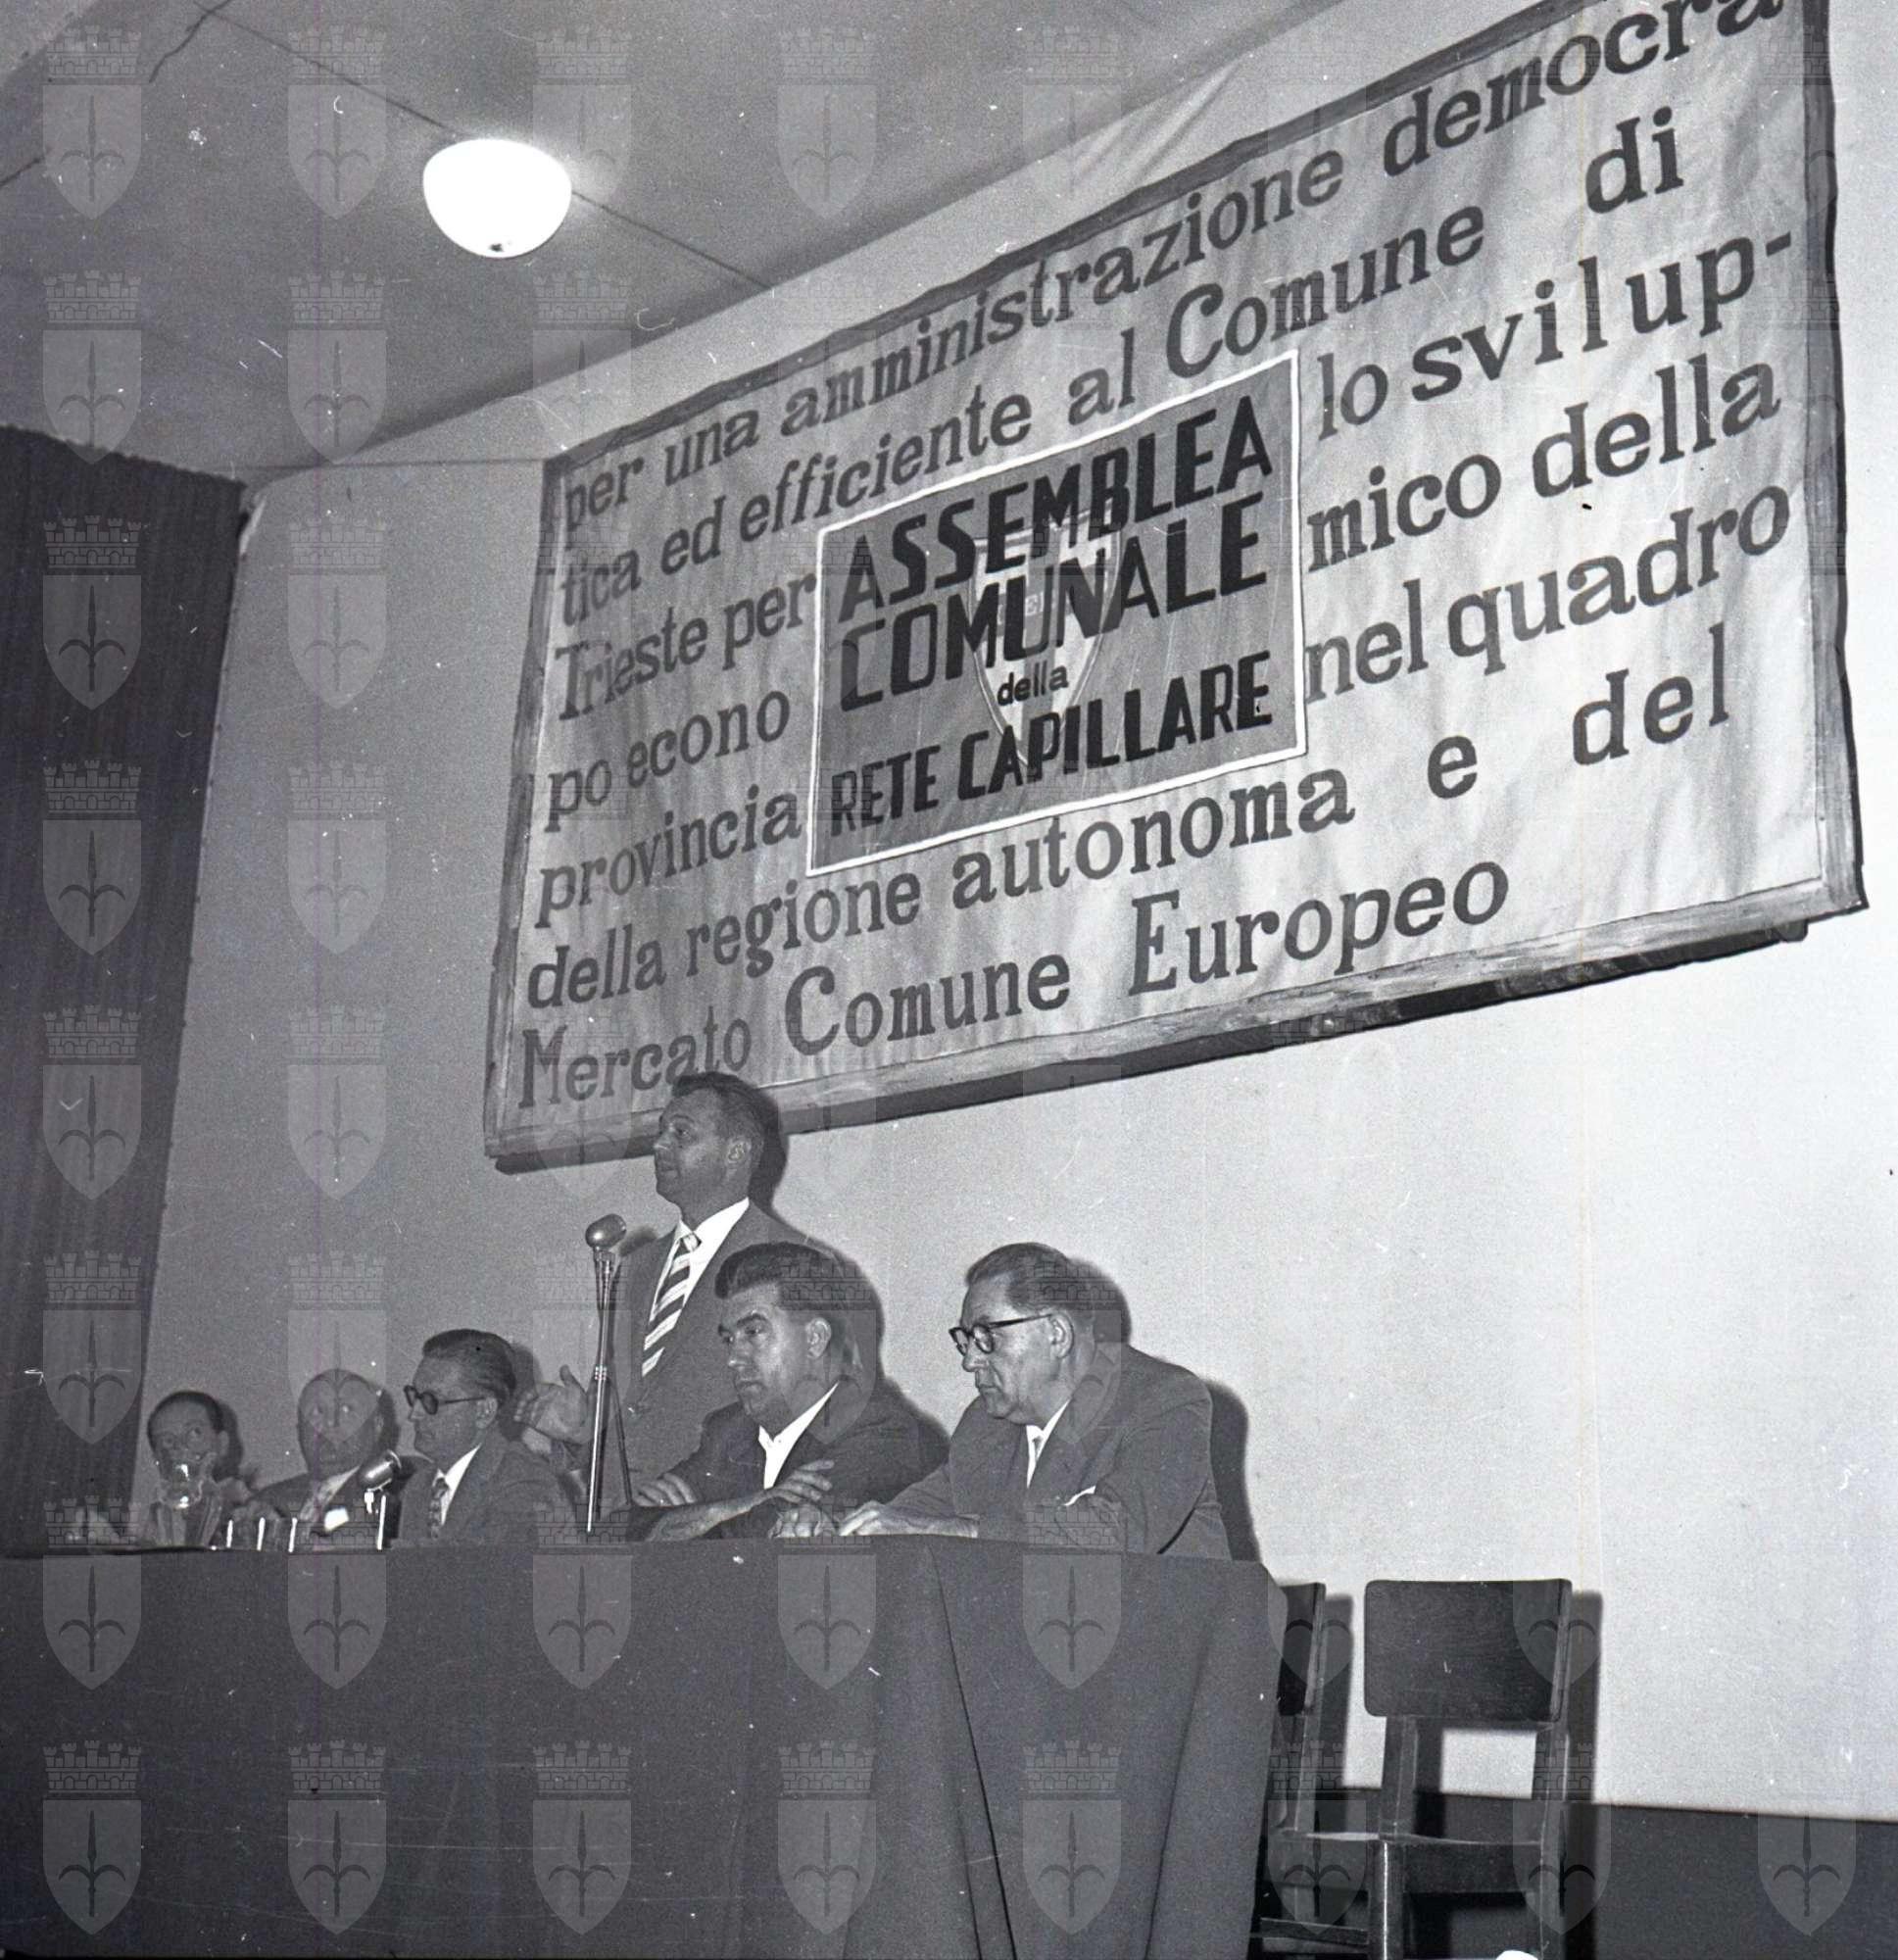 per una amministrazione democra
tica ed efficiente al Comune di
Trieste per lo svilup-
po econo mico della
provincia nel quadro
della regione autonoma e del
Mercato Comune Europeo
ASSEMBLEA
COMUNALE
della
RETE CAPILLARE